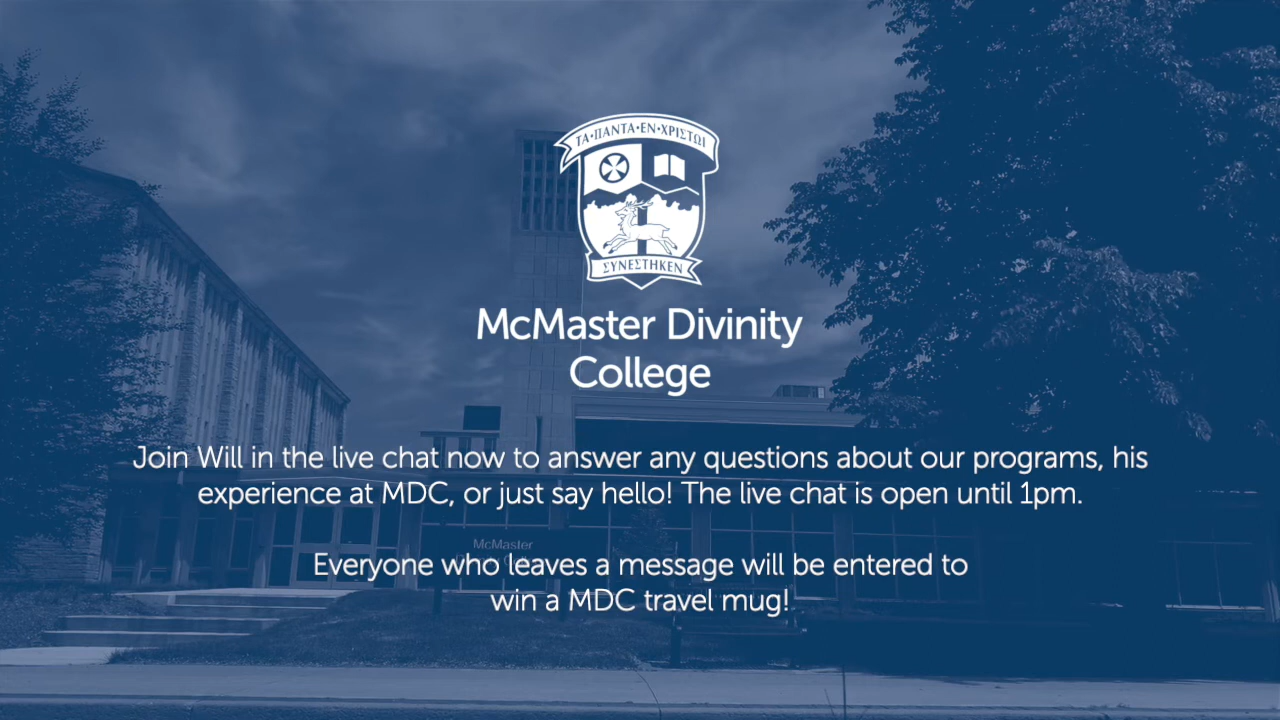 ΤΑ•ΠΑΝΤΑ•ΕΝ•ΧΡΙΣΤΩΙ
ΣΥΝΕΣΤΗΚΕΝ
McMaster Divinity
College
Join Will in the live chat now to answer any questions about our programs, his
experience at MDC, or just say hello! The live chat is open until 1pm.
McMaster
Everyone who leaves a message will be entered to
win a MDC travel mug!